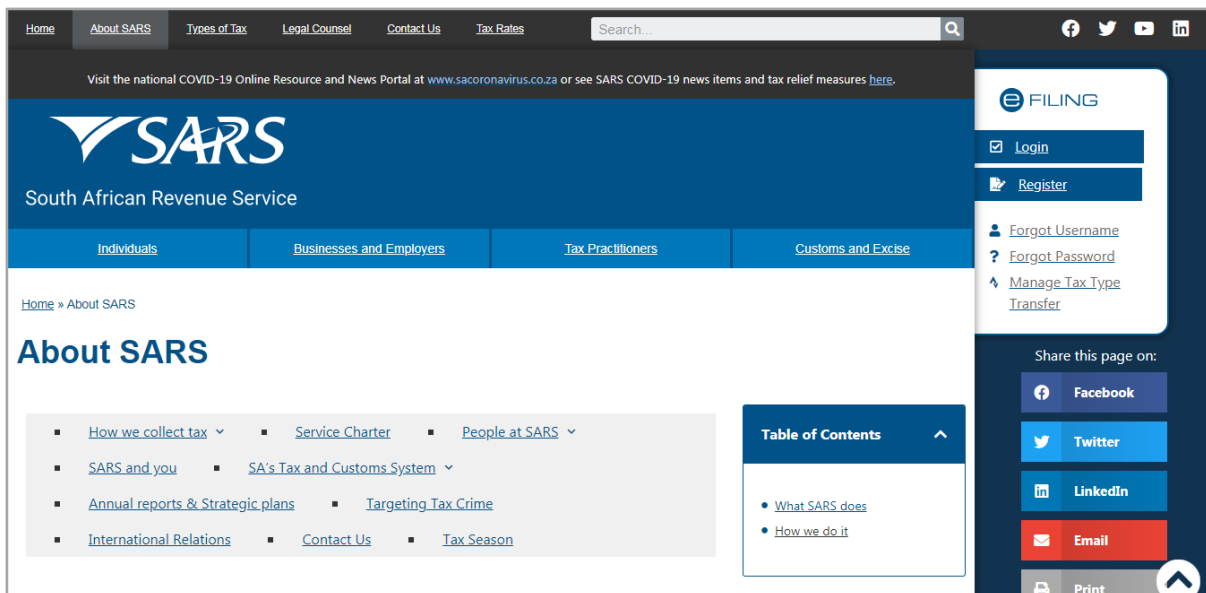 Home About SARS Types of Tax Legal Counsel Contact Us Tax Rates Search...
Visit the national COVID-19 Online Resource and News Portal at www.sacoronavirus.co.za or see SARS COVID-19 news items and tax relief measures here.
SARS
South African Revenue Service
Individuals Businesses and Employers Tax Practitioners Customs and Excise
Home » About SARS
About SARS
How we collect tax Service Charter People at SARS
SARS and you SA's Tax and Customs System
Annual reports & Strategic plans Targeting Tax Crime
International Relations Contact Us Tax Season
Table of Contents
What SARS does
How we do it
e FILING
Login
Register
Forgot Username
? Forgot Password
Manage Tax Type
Transfer
Share this page on:
Facebook
Twitter
in LinkedIn
Email
Print